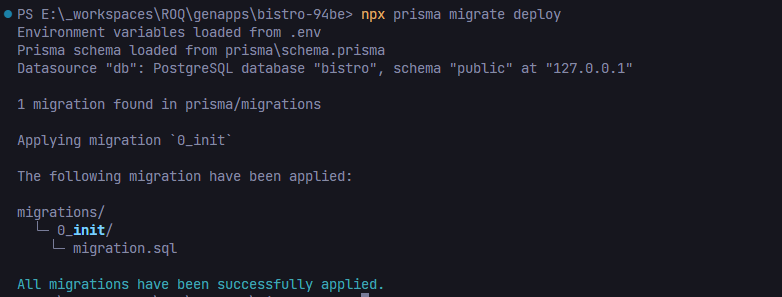 PS E:\_workspaces\ROQ\genapps\bistro-94be> npx prisma migrate deploy
Environment variables loaded from .env
Prisma schema loaded from prisma\schema.prisma
Datasource "db": PostgreSQL database "bistro", schema "public" at "127.0.0.1"
1 migration found in prisma/migrations
Applying migration `0_init`
The following migration have been applied:
migrations/
└─ 0_init/
└─ migration.sql
All migrations have been successfully applied.